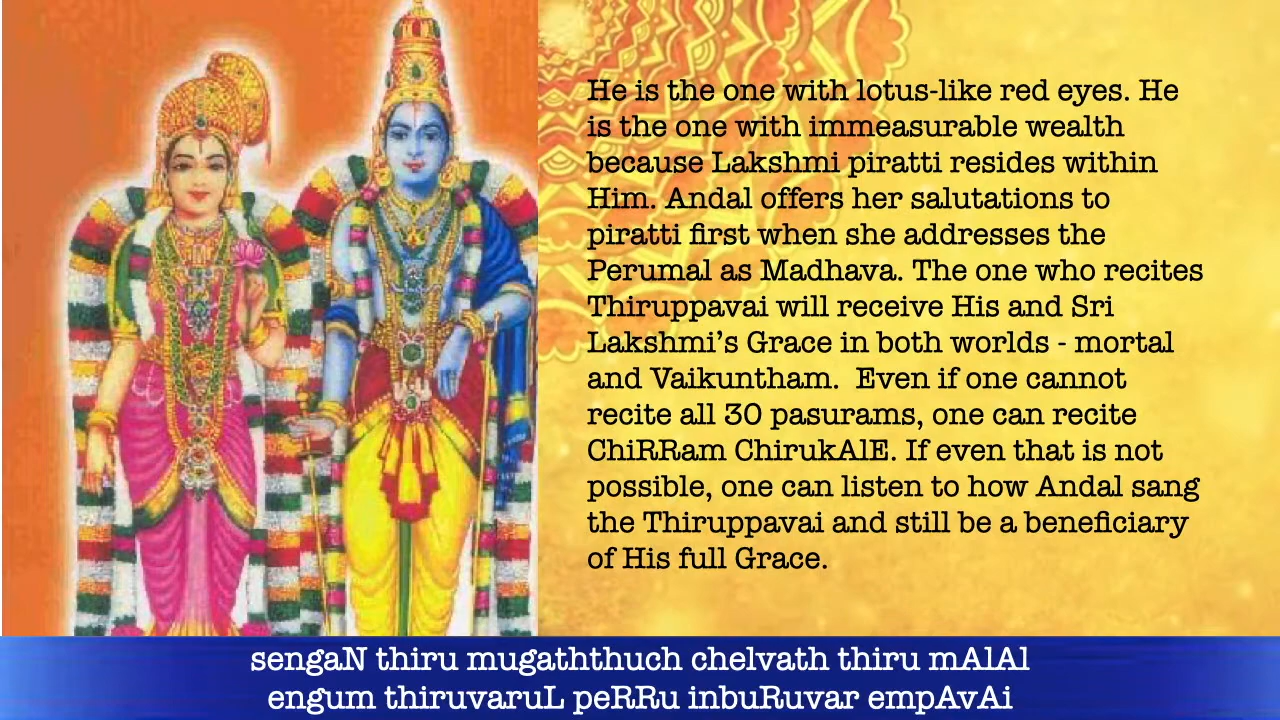 He is the one with lotus-like red eyes. He
is the one with immeasurable wealth
because Lakshmi piratti resides within
Him. Andal offers her salutations to
piratti first when she addresses the
Perumal as Madhava. The one who recites
Thiruppavai will receive His and Sri
Lakshmi’s Grace in both worlds - mortal
and Vaikuntham.  Even if one cannot
recite all 30 pasurams, one can recite
ChiRRam ChirukAlE. If even that is not
possible, one can listen to how Andal sang
the Thiruppavai and still be a beneficiary
of His full Grace.
sengaN thiru mugaththuch chelvath thiru mAlAl
engum thiruvaruL peRRu inbuRuvar empAvAi